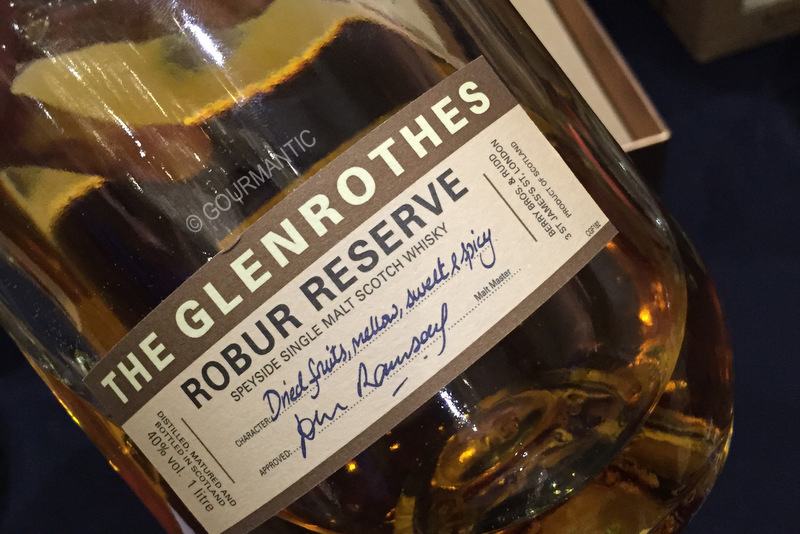 © GOURMANTIC
THE GLENROTHES
ROBUR RESERVE
SPEYSIDE SINGLE MALT SCOTCH WHISKY
CHARACTER: Dried fruits, mellow, sweet & spicy
APPROVED: John Ramsay Malt Master
DISTILLED, MATURED AND
BOTTLED IN SCOTLAND
40% vol. 1 litre
BERRY BROS. & RUDD
3 ST JAMES'S ST. LONDON
PRODUCT OF SCOTLAND